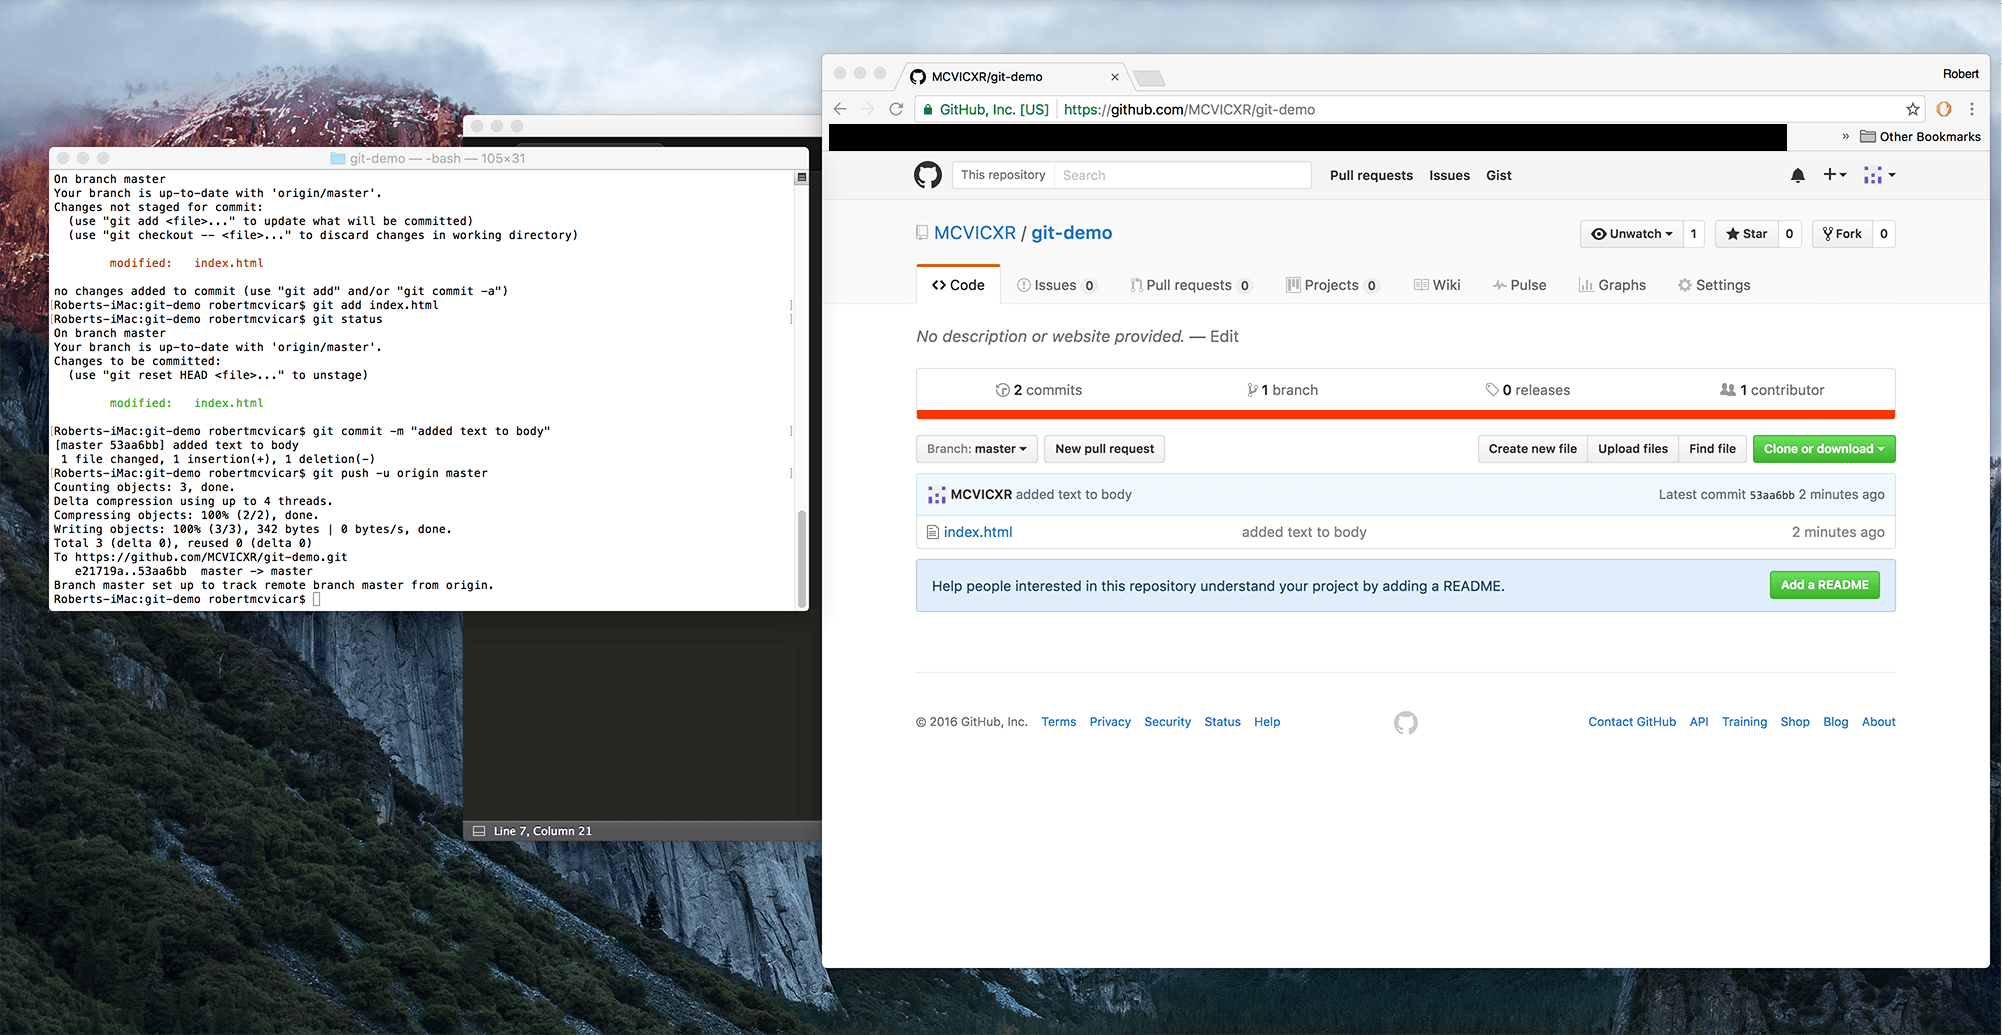 git-demo — -bash — 105×31
On branch master
Your branch is up-to-date with 'origin/master'.
Changes not staged for commit:
  (use "git add <file>..." to update what will be committed)
  (use "git checkout -- <file>..." to discard changes in working directory)
modified:   index.html
no changes added to commit (use "git add" and/or "git commit -a")
[Roberts-iMac:git-demo robertmcvicar$ git add index.html ]
[Roberts-iMac:git-demo robertmcvicar$ git status ]
On branch master
Your branch is up-to-date with 'origin/master'.
Changes to be committed:
  (use "git reset HEAD <file>..." to unstage)
modified:   index.html
[Roberts-iMac:git-demo robertmcvicar$ git commit -m "added text to body" ]
[master 53aa6bb] added text to body
 1 file changed, 1 insertion(+), 1 deletion(-)
[Roberts-iMac:git-demo robertmcvicar$ git push -u origin master ]
Counting objects: 3, done.
Delta compression using up to 4 threads.
Compressing objects: 100% (2/2), done.
Writing objects: 100% (3/3), 342 bytes | 0 bytes/s, done.
Total 3 (delta 0), reused 0 (delta 0)
To https://github.com/MCVICXR/git-demo.git
   e21719a..53aa6bb  master -> master
Branch master set up to track remote branch master from origin.
Roberts-iMac:git-demo robertmcvicar$
Line 7, Column 21
MCVICXR/git-demo × Robert
GitHub, Inc. [US] https://github.com/MCVICXR/git-demo
» Other Bookmarks
This repository Search Pull requests Issues Gist
MCVICXR / git-demo Unwatch 1 Star 0 Fork 0
<> Code Issues 0 Pull requests 0 Projects 0 Wiki Pulse Graphs Settings
No description or website provided. — Edit
2 commits 1 branch 0 releases 1 contributor
Branch: master New pull request Create new file Upload files Find file Clone or download
MCVICXR added text to body Latest commit 53aa6bb 2 minutes ago
index.html added text to body 2 minutes ago
Help people interested in this repository understand your project by adding a README. Add a README
© 2016 GitHub, Inc. Terms Privacy Security Status Help Contact GitHub API Training Shop Blog About